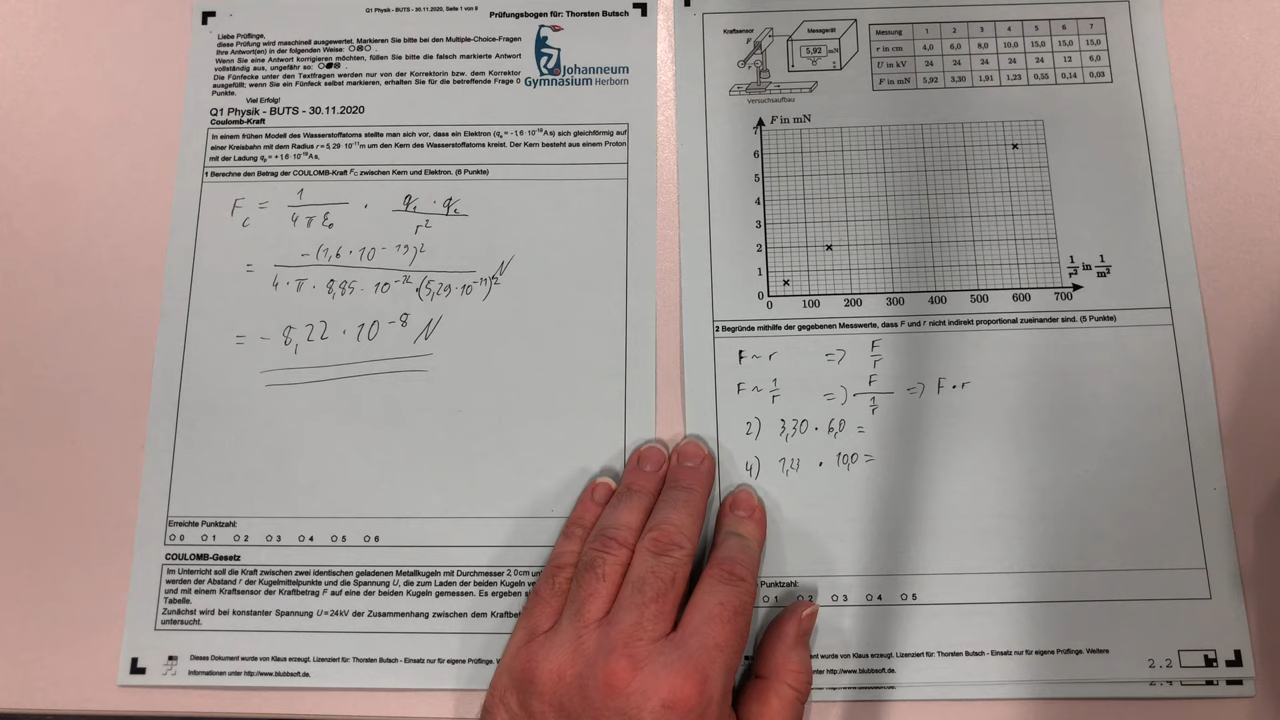 Q1 Physik - BUTS - 30.11.2020, Seite 1 von 9
Prüfungsbogen für: Thorsten Butsch
Liebe Prüflinge,
diese Prüfung wird maschinell ausgewertet. Markieren Sie bitte bei den Multiple-Choice-Fragen
Ihre Antwort(en) in der folgenden Weise:
Wenn Sie eine Antwort korrigieren möchten, füllen Sie bitte die falsch markierte Antwort
vollständig aus, ungefähr so:
Die Fünfecke unter den Textfragen werden nur von der Korrektorin bzw. dem Korrektor
ausgefüllt; wenn Sie ein Fünfeck selbst markieren, erhalten Sie für die betreffende Frage 0
Punkte.
Viel Erfolg!
Johanneum
Gymnasium Herborn
Q1 Physik - BUTS - 30.11.2020
Coulomb-Kraft
In einem frühen Modell des Wasserstoffatoms stellte man sich vor, dass ein Elektron (qₑ = −1,6 · 10⁻¹⁹ As) sich gleichförmig auf
einer Kreisbahn mit dem Radius r = 5,29 · 10⁻¹¹ m um den Kern des Wasserstoffatoms kreist. Der Kern besteht aus einem Proton
mit der Ladung qₚ = +1,6 · 10⁻¹⁹ As.
1 Berechne den Betrag der COULOMB-Kraft F_C zwischen Kern und Elektron. (6 Punkte)
F_C = 1/(4πε₀) · (q₁ · q₂)/r²
= −(1,6 · 10⁻¹⁹)²/(4 · π · 8,85 · 10⁻¹² · (5,29 · 10⁻¹¹)²) N
= −8,22 · 10⁻⁸ N
Erreichte Punktzahl:
0 1 2 3 4 5 6
COULOMB-Gesetz
Im Unterricht soll die Kraft zwischen zwei identischen geladenen Metallkugeln mit Durchmesser 2,0cm
werden der Abstand r der Kugelmittelpunkte und die Spannung U, die zum Laden der beiden Kugeln
und mit einem Kraftsensor der Kraftbetrag F auf eine der beiden Kugeln gemessen. Es ergeben
Tabelle.
Zunächst wird bei konstanter Spannung U = 24kV der Zusammenhang zwischen dem
untersucht.
Dieses Dokument wurde von Klaus erzeugt. Lizenziert für: Thorsten Butsch - Einsatz nur für eigene Prüflinge.
Informationen unter http://www.blubbsoft.de.
Kraftsensor
Messgerät
F
r
5,92 mN
Versuchsaufbau
Messung 1 2 3 4 5 6 7
r in cm 4,0 6,0 8,0 10,0 15,0 15,0 15,0
U in kV 24 24 24 24 24 12 6,0
F in mN 5,92 3,30 1,91 1,23 0,55 0,14 0,03
F in mN
6
5
4
3
2
1
0
0 100 200 300 400 500 600 700
1/r² in 1/m²
2 Begründe mithilfe der gegebenen Messwerte, dass F und r nicht indirekt proportional zueinander sind. (5 Punkte)
F ~ r => F/r
F ~ 1/r => F/(1/r) => F · r
2) 3,30 · 6,0 =
4) 1,23 · 10,0 =
Punktzahl:
1 2 3 4 5
wurde von Klaus erzeugt. Lizenziert für: Thorsten Butsch - Einsatz nur für eigene Prüflinge. Weitere
http://www.blubbsoft.de.
2.2